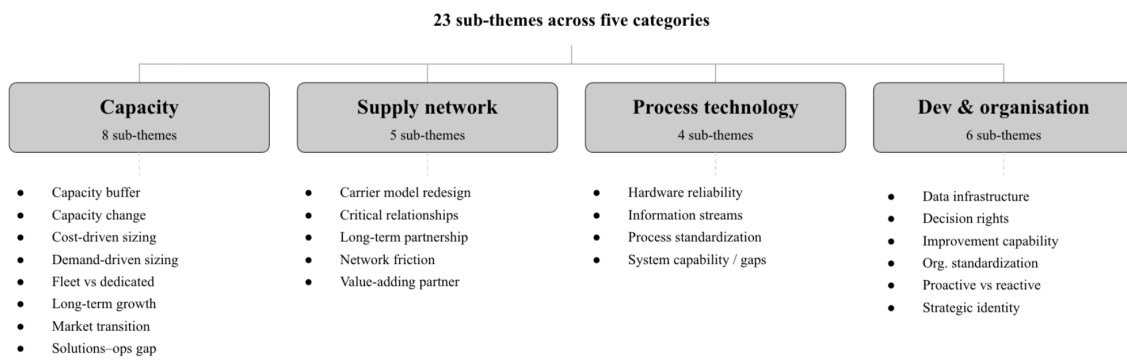 23 sub-themes across five categories
Capacity
8 sub-themes
Capacity buffer
Capacity change
Cost-driven sizing
Demand-driven sizing
Fleet vs dedicated
Long-term growth
Market transition
Solutions–ops gap
Supply network
5 sub-themes
Carrier model redesign
Critical relationships
Long-term partnership
Network friction
Value-adding partner
Process technology
4 sub-themes
Hardware reliability
Information streams
Process standardization
System capability / gaps
Dev & organisation
6 sub-themes
Data infrastructure
Decision rights
Improvement capability
Org. standardization
Proactive vs reactive
Strategic identity